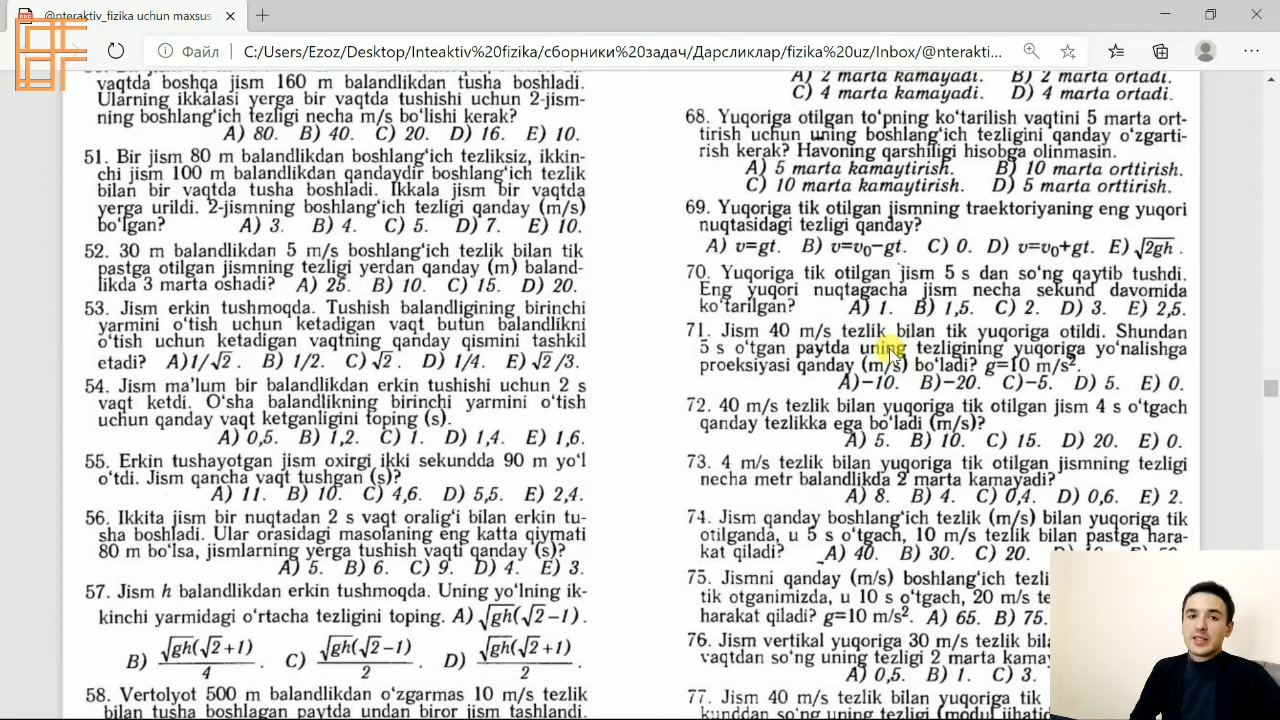 @nteraktiv_fizika uchun maxsus
Файл
C:/Users/Ezoz/Desktop/Inteaktiv%20fizika/сборники%20задач/Дарсликлар/fizika%20uz/Inbox/@nterakti...
vaqtda boshqa jism 160 m balandlikdan tusha boshladi.
Ularning ikkalasi yerga bir vaqtda tushishi uchun 2-jism-
ning boshlang‘ich tezligi necha m/s bo‘lishi kerak?
A) 80. B) 40. C) 20. D) 16. E) 10.
51. Bir jism 80 m balandlikdan boshlang‘ich tezliksiz, ikkin-
chi jism 100 m balandlikdan qandaydir boshlang‘ich tezlik
bilan bir vaqtda tusha boshladi. Ikkala jism bir vaqtda
yerga urildi. 2-jismning boshlang‘ich tezligi qanday (m/s)
bo‘lgan? A) 3. B) 4. C) 5. D) 7. E) 10.
52. 30 m balandlikdan 5 m/s boshlang‘ich tezlik bilan tik
pastga otilgan jismning tezligi yerdan qanday (m) baland-
likda 3 marta oshadi? A) 25. B) 10. C) 15. D) 20.
53. Jism erkin tushmoqda. Tushish balandligining birinchi
yarmini o‘tish uchun ketadigan vaqt butun balandlikni
o‘tish uchun ketadigan vaqtning qanday qismini tashkil
etadi? A) 1/√2. B) 1/2. C) √2. D) 1/4. E) √2/3.
54. Jism ma’lum bir balandlikdan erkin tushishi uchun 2 s
vaqt ketdi. O‘sha balandlikning birinchi yarmini o‘tish
uchun qanday vaqt ketganligini toping (s).
A) 0,5. B) 1,2. C) 1. D) 1,4. E) 1,6.
55. Erkin tushayotgan jism oxirgi ikki sekundda 90 m yo‘l
o‘tdi. Jism qancha vaqt tushgan (s)?
A) 11. B) 10. C) 4,6. D) 5,5. E) 2,4.
56. Ikkita jism bir nuqtadan 2 s vaqt oralig‘i bilan erkin tu-
sha boshladi. Ular orasidagi masofaning eng katta qiymati
80 m bo‘lsa, jismlarning yerga tushish vaqti qanday (s)?
A) 5. B) 6. C) 9. D) 4. E) 3.
57. Jism h balandlikdan erkin tushmoqda. Uning yo‘lning ik-
kinchi yarmidagi o‘rtacha tezligini toping. A) √gh(√2−1).
B) √gh(√2+1)/4. C) √gh(√2−1)/2. D) √gh(√2+1)/2.
58. Vertolyot 500 m balandlikdan o‘zgarmas 10 m/s tezlik
bilan tusha boshlagan paytda undan biror jism tashlandi.
A) 2 marta kamayadi. B) 2 marta ortadi.
C) 4 marta kamayadi. D) 4 marta ortadi.
68. Yuqoriga otilgan to‘pning ko‘tarilish vaqtini 5 marta ort-
tirish uchun uning boshlang‘ich tezligini qanday o‘zgarti-
rish kerak? Havoning qarshiligi hisobga olinmasin.
A) 5 marta kamaytirish. B) 10 marta orttirish.
C) 10 marta kamaytirish. D) 5 marta orttirish.
69. Yuqoriga tik otilgan jismning traektoriyaning eng yuqori
nuqtasidagi tezligi qanday?
A) v=gt. B) v=v₀−gt. C) 0. D) v=v₀+gt. E) √2gh.
70. Yuqoriga tik otilgan jism 5 s dan so‘ng qaytib tushdi.
Eng yuqori nuqtagacha jism necha sekund davomida
ko‘tarilgan? A) 1. B) 1,5. C) 2. D) 3. E) 2,5.
71. Jism 40 m/s tezlik bilan tik yuqoriga otildi. Shundan
5 s o‘tgan paytda uning tezligining yuqoriga yo‘nalishga
proeksiyasi qanday (m/s) bo‘ladi? g=10 m/s².
A)−10. B)−20. C)−5. D) 5. E) 0.
72. 40 m/s tezlik bilan yuqoriga tik otilgan jism 4 s o‘tgach
qanday tezlikka ega bo‘ladi (m/s)?
A) 5. B) 10. C) 15. D) 20. E) 0.
73. 4 m/s tezlik bilan yuqoriga tik otilgan jismning tezligi
necha metr balandlikda 2 marta kamayadi?
A) 8. B) 4. C) 0,4. D) 0,6. E) 2.
74. Jism qanday boshlang‘ich tezlik (m/s) bilan yuqoriga tik
otilganda, u 5 s o‘tgach, 10 m/s tezlik bilan pastga hara-
kat qiladi? A) 40. B) 30. C) 20.
75. Jismni qanday (m/s) boshlang‘ich tezli
tik otganimizda, u 10 s o‘tgach, 20 m/s te
harakat qiladi? g=10 m/s². A) 65. B) 75.
76. Jism vertikal yuqoriga 30 m/s tezlik bila
vaqtdan so‘ng uning tezligi 2 marta kama
A) 0,5. B) 1. C) 3.
77. Jism 40 m/s tezlik bilan yuqoriga tik
kunddan so‘ng uning tezligi (modul jihatid